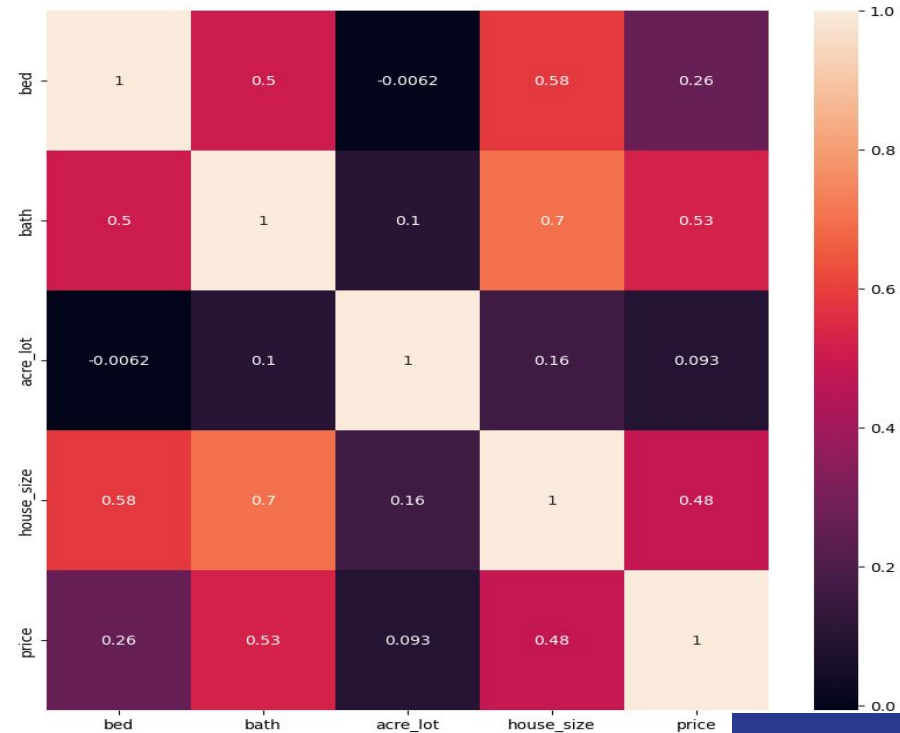 1.0
bed 1 0.5 -0.0062 0.58 0.26
0.8
bath 0.5 1 0.1 0.7 0.53
0.6
acre_lot -0.0062 0.1 1 0.16 0.093
0.4
house_size 0.58 0.7 0.16 1 0.48
0.2
price 0.26 0.53 0.093 0.48 1
0.0
bed bath acre_lot house_size price